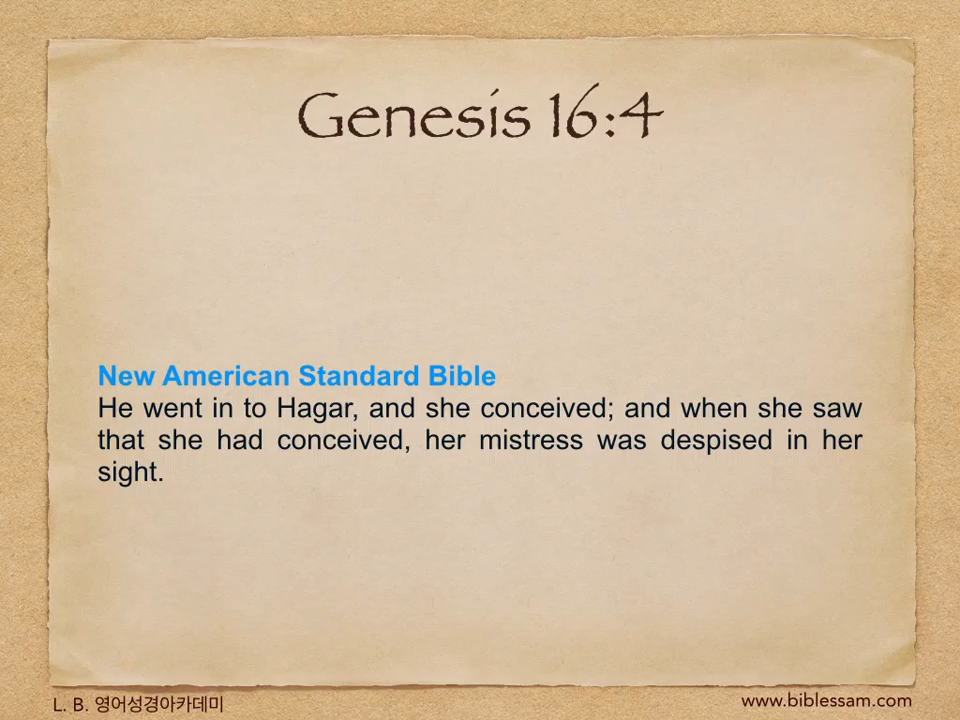 Genesis 16:4
New American Standard Bible
He went in to Hagar, and she conceived; and when she saw
that she had conceived, her mistress was despised in her
sight.
L. B. 영어성경아카데미
www.biblessam.com